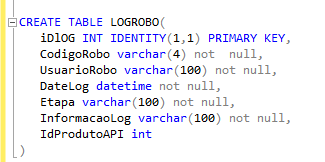 CREATE TABLE LOGROBO(
iDlOG INT IDENTITY(1,1) PRIMARY KEY,
CodigoRobo varchar(4) not  null,
UsuarioRobo varchar(100) not null,
DateLog datetime not null,
Etapa varchar(100) not null,
InformacaoLog varchar(100) not null,
IdProdutoAPI int
)